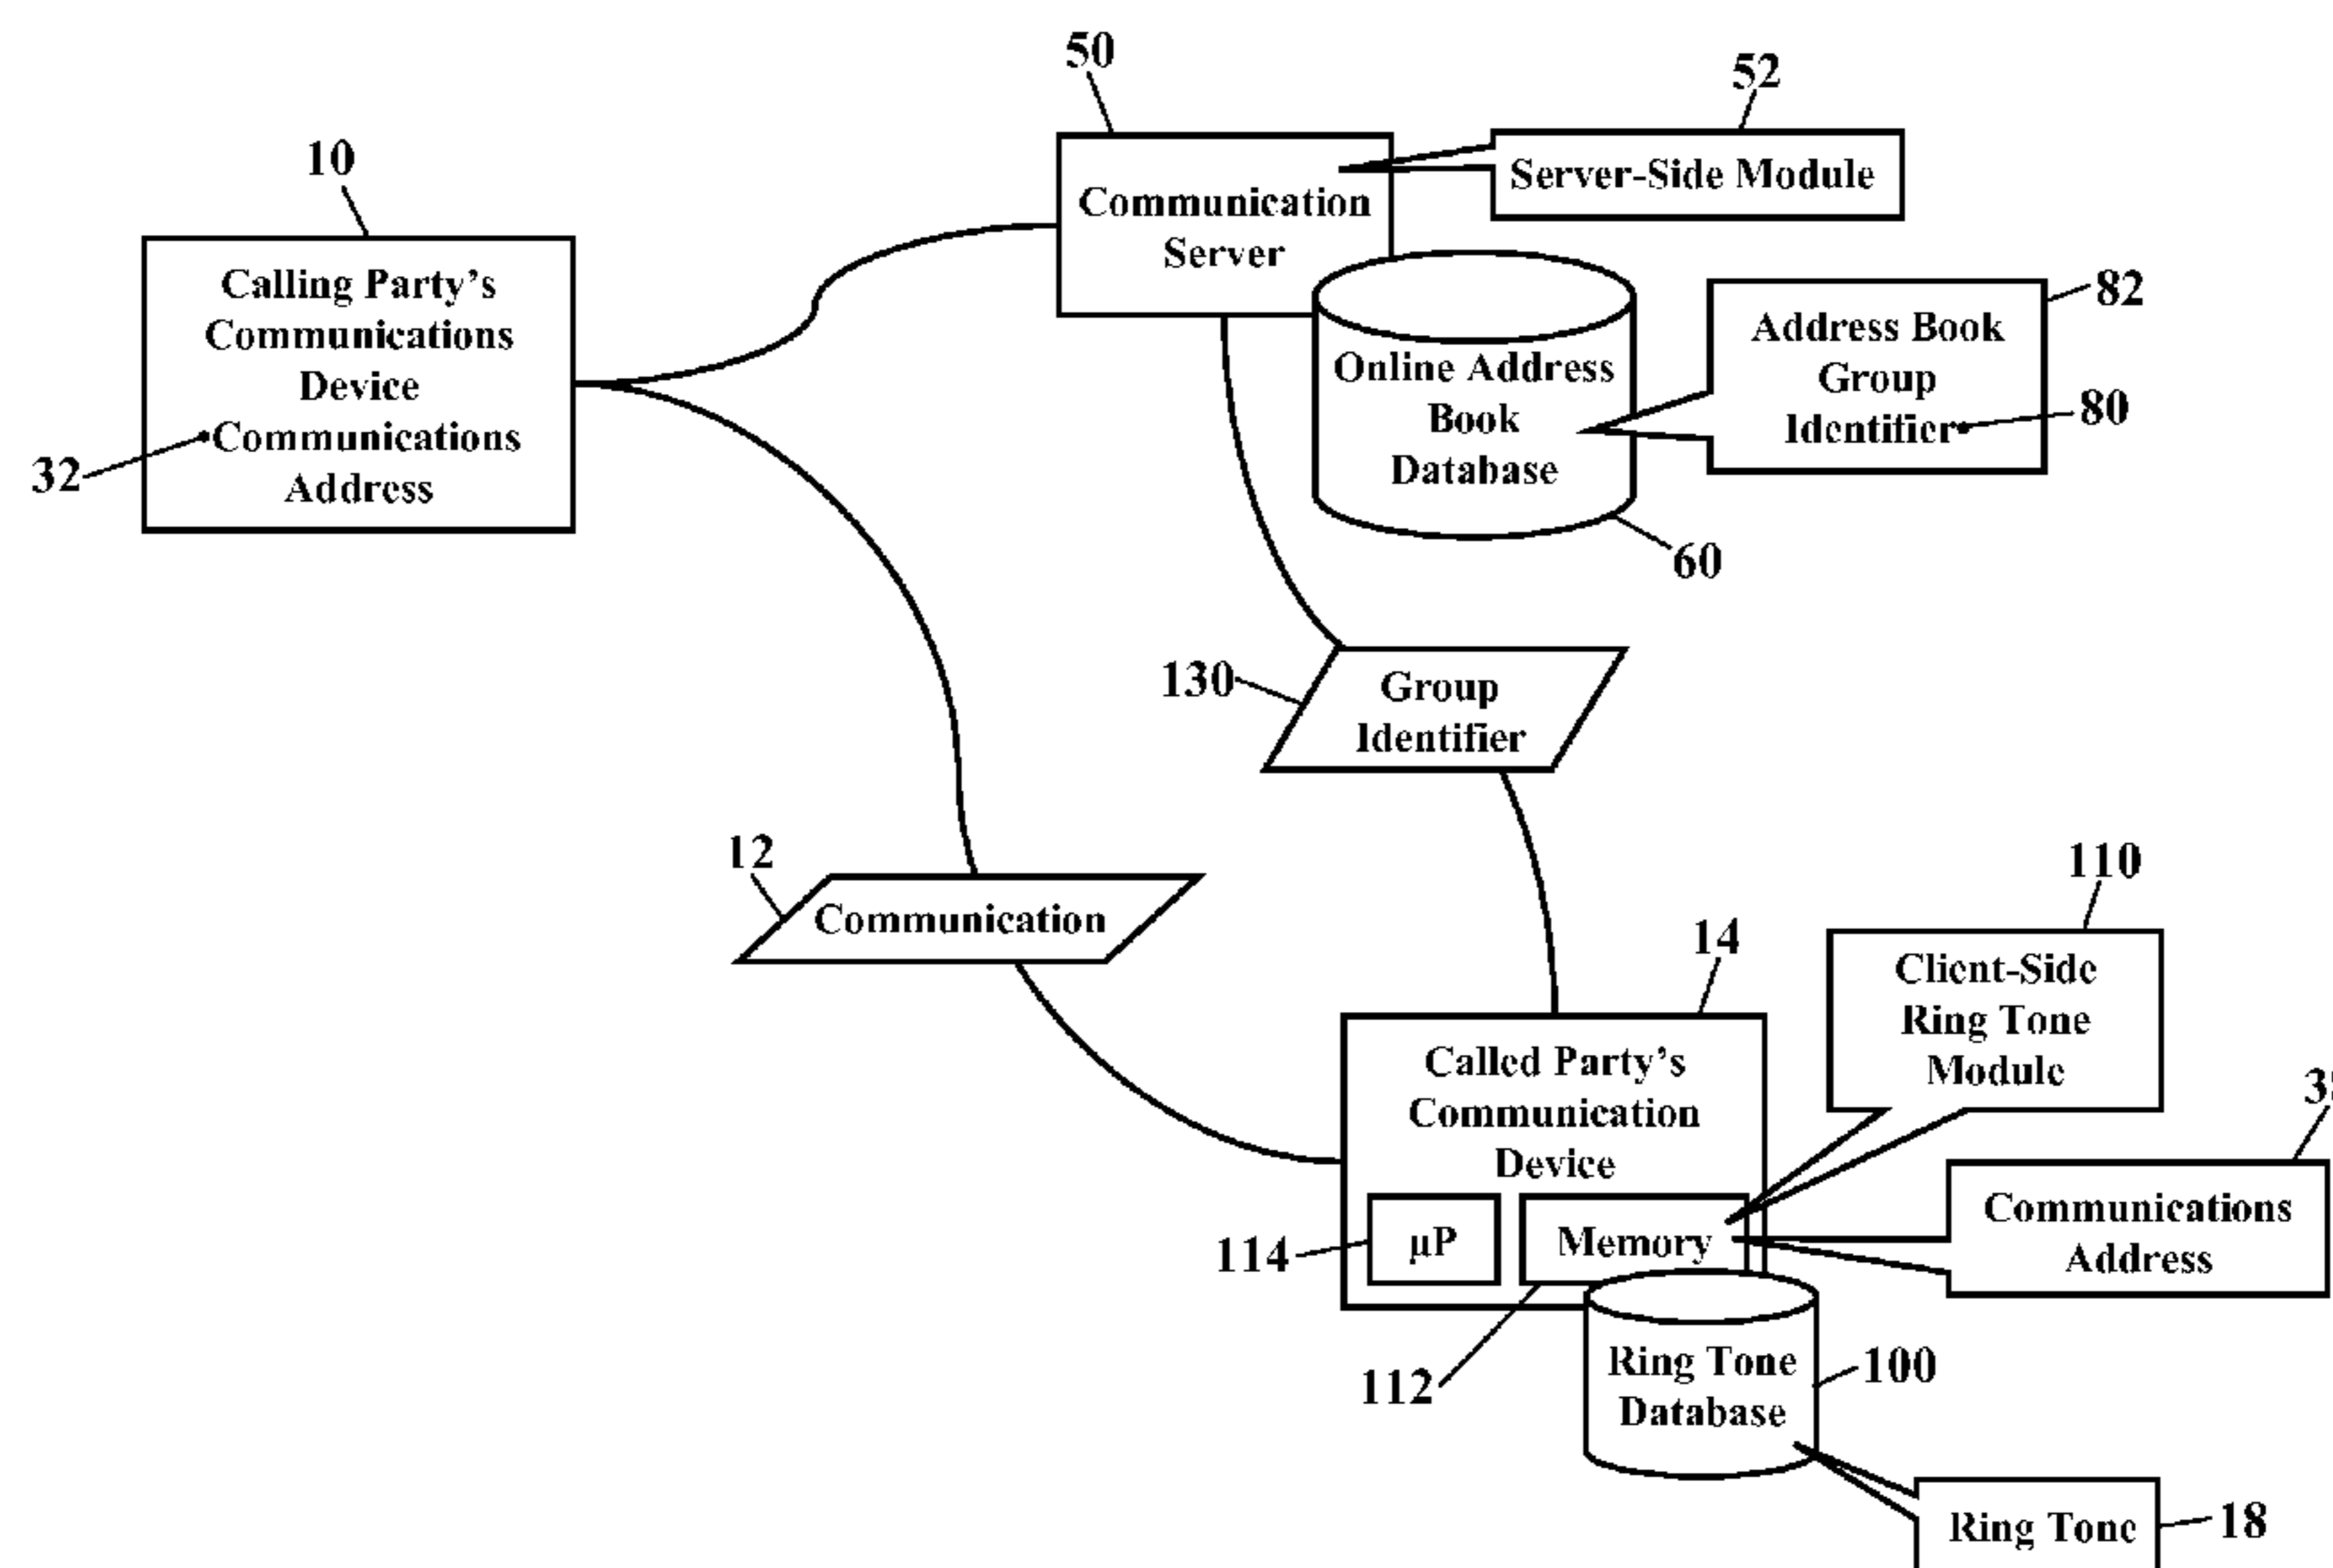 50
52
10
Server-Side Module
Communication
Server
Calling Party's
Communications
Device
Communications
Address
32
82
Address Book
Group
Identifier
80
Online Address
Book
Database
60
130
Group
Identifier
12
Communication
110
14
Client-Side
Ring Tone
Module
Called Party's
Communication
Device
Communications
Address
114
µP
Memory
112
Ring Tone
Database
100
Ring Tone
18